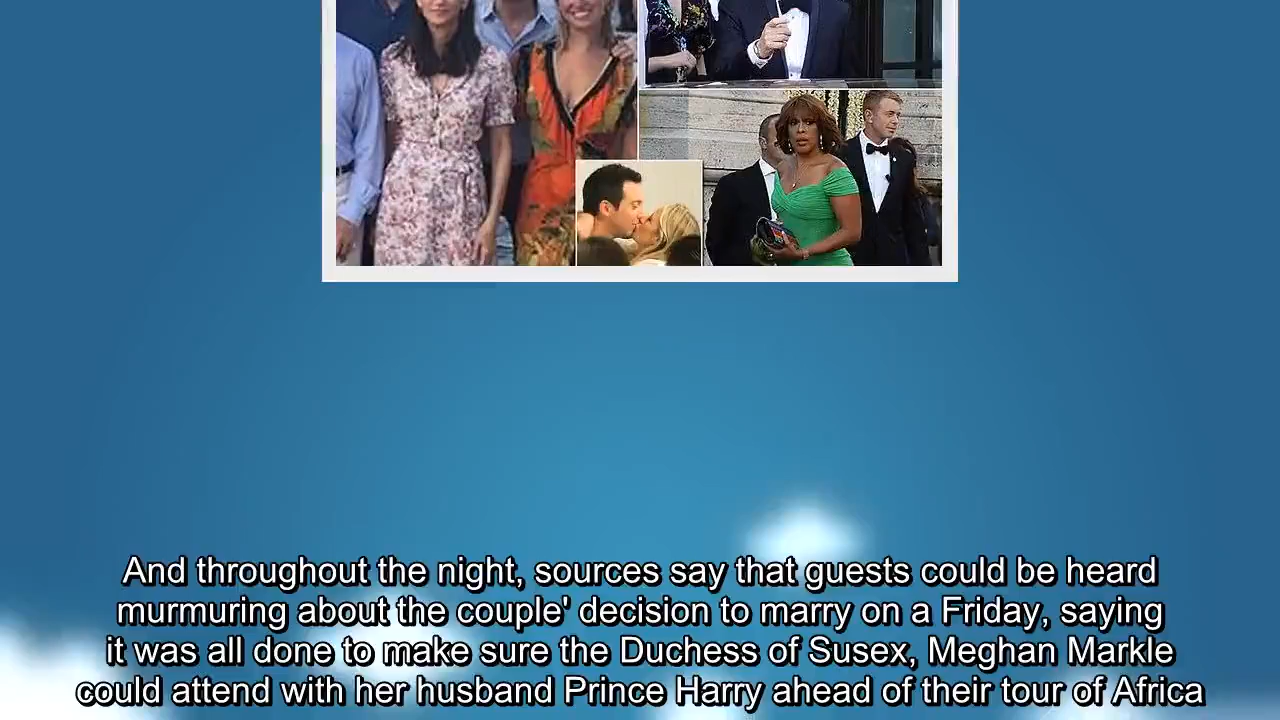 And throughout the night, sources say that guests could be heard
murmuring about the couple' decision to marry on a Friday, saying
it was all done to make sure the Duchess of Susex, Meghan Markle
could attend with her husband Prince Harry ahead of their tour of Africa